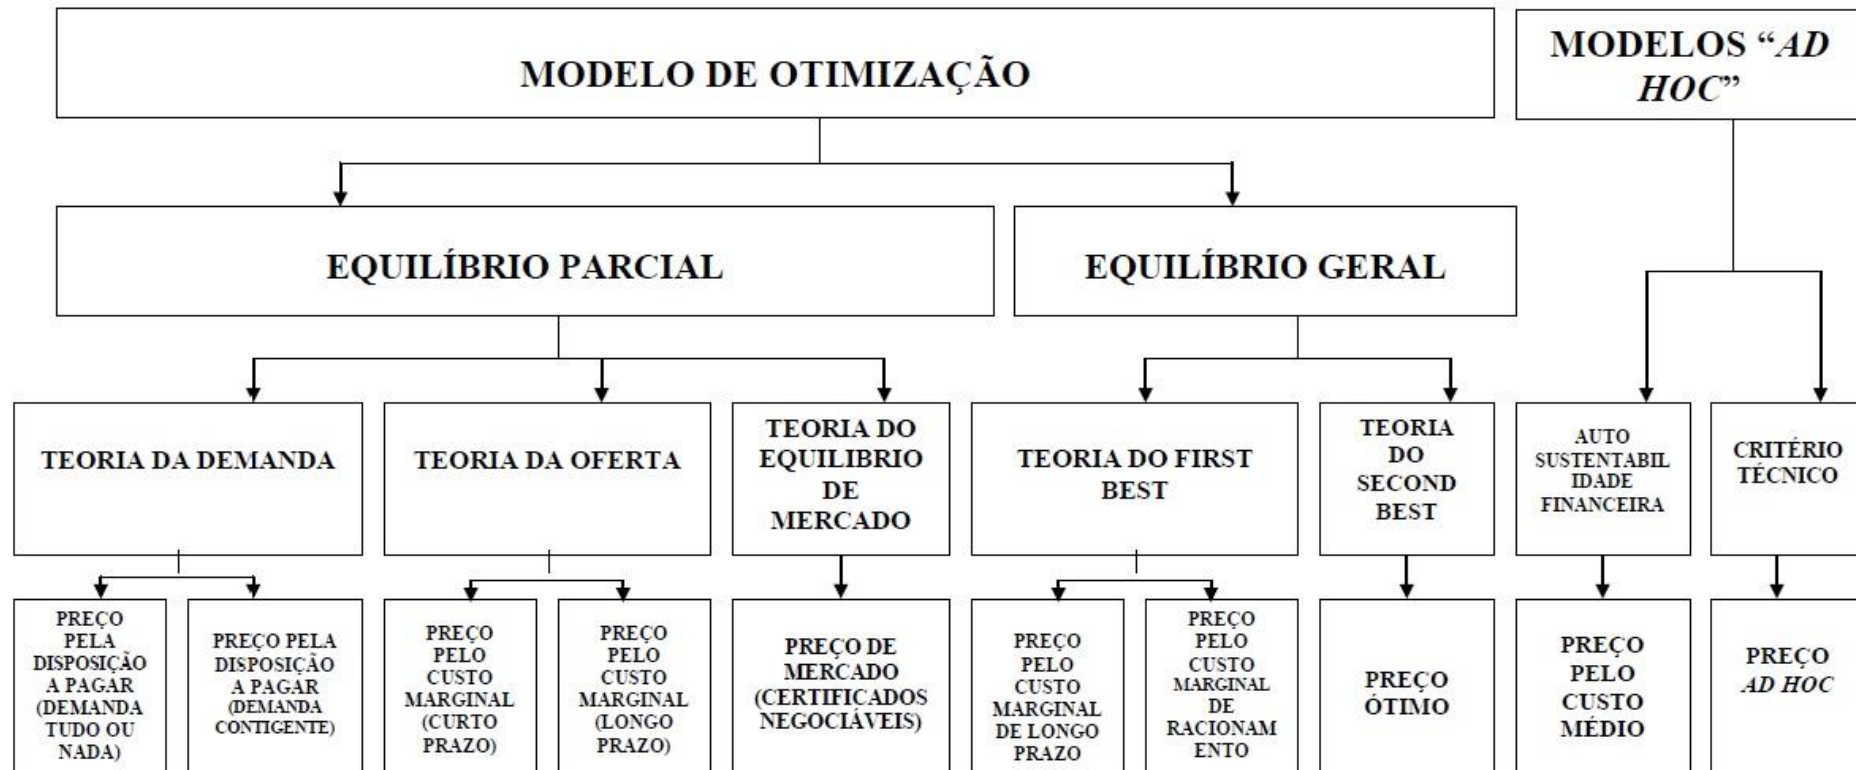 MODELO DE OTIMIZAÇÃO
MODELOS “AD
HOC”
EQUILÍBRIO PARCIAL
EQUILÍBRIO GERAL
TEORIA DA DEMANDA
TEORIA DA OFERTA
TEORIA DO
EQUILIBRIO
DE
MERCADO
TEORIA DO FIRST
BEST
TEORIA
DO
SECOND
BEST
AUTO
SUSTENTABIL
IDADE
FINANCEIRA
CRITÉRIO
TÉCNICO
PREÇO
PELA
DISPOSIÇÃO
A PAGAR
(DEMANDA
TUDO OU
NADA)
PREÇO PELA
DISPOSIÇÃO
A PAGAR
(DEMANDA
CONTIGENTE)
PREÇO
PELO
CUSTO
MARGINAL
(CURTO
PRAZO)
PREÇO
PELO
CUSTO
MARGINAL
(LONGO
PRAZO)
PREÇO DE
MERCADO
(CERTIFICADOS
NEGOCIÁVEIS)
PREÇO
PELO
CUSTO
MARGINAL
DE LONGO
PRAZO
PREÇO
PELO
CUSTO
MARGINAL
DE
RACIONAM
ENTO
PREÇO
ÓTIMO
PREÇO
PELO
CUSTO
MÉDIO
PREÇO
AD HOC